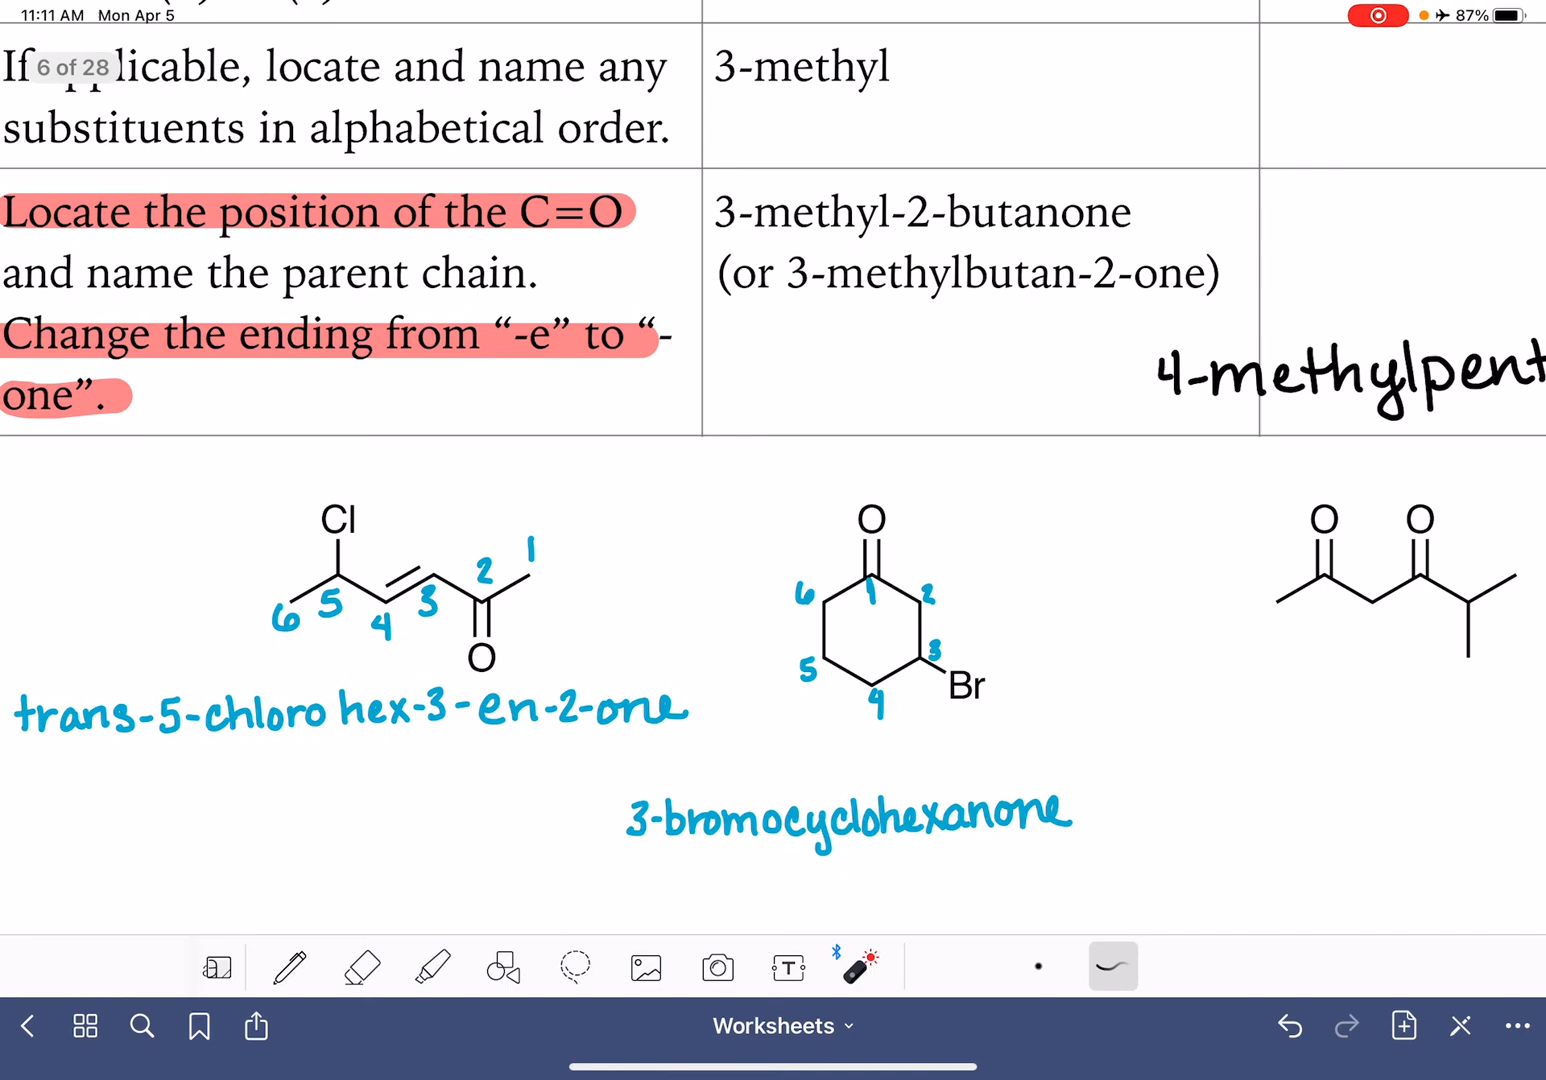 11:11 AM Mon Apr 5
87%
6 of 28
licable, locate and name any
substituents in alphabetical order.
3-methyl
Locate the position of the C=O
and name the parent chain.
Change the ending from “-e” to “-
one”.
3-methyl-2-butanone
(or 3-methylbutan-2-one)
4-methylpent
Cl
1
2
3
4
5
6
O
trans-5-chlorohex-3-en-2-one
O
1
2
3
4
5
6
Br
3-bromocyclohexanone
O O
T
Worksheets